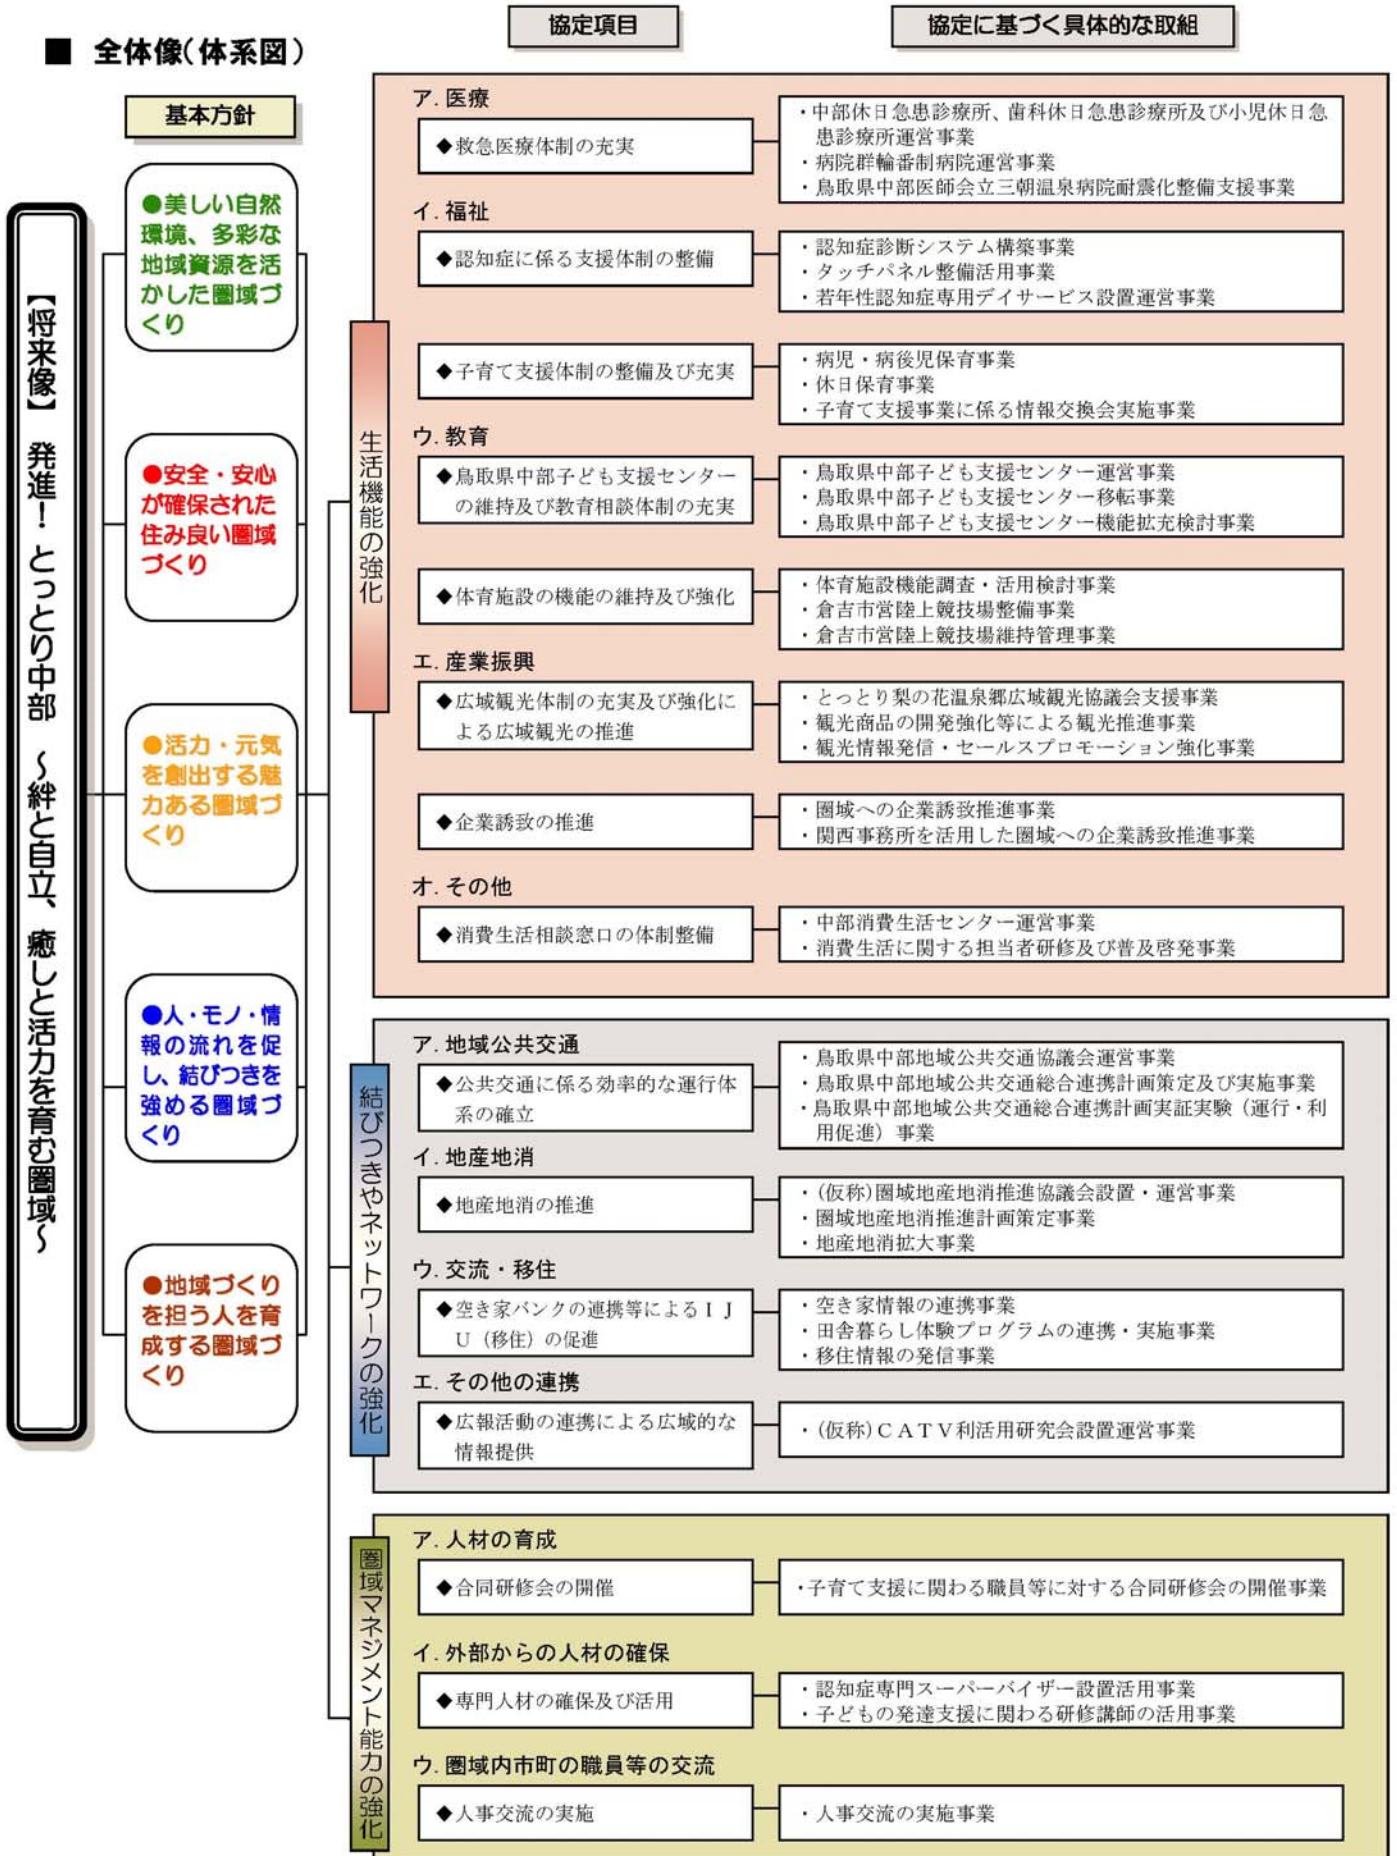 ■ 全体像(体系図)
協定項目
協定に基づく具体的な取組
基本方針
【将来像】 発進！とっとり中部 ～絆と自立、癒しと活力を育む圏域～
●美しい自然
環境、多彩な
地域資源を活
かした圏域づ
くり
●安全・安心
が確保された
住み良い圏域
づくり
●活力・元気
を創出する魅
力ある圏域づ
くり
●人・モノ・情
報の流れを促
し、結びつきを
強める圏域づ
くり
●地域づくり
を担う人を育
成する圏域づ
くり
生活機能の強化
ア. 医療
◆救急医療体制の充実
・中部休日急患診療所、歯科休日急患診療所及び小児休日急
患診療所運営事業
・病院群輪番制病院運営事業
・鳥取県中部医師会立三朝温泉病院耐震化整備支援事業
イ. 福祉
◆認知症に係る支援体制の整備
・認知症診断システム構築事業
・タッチパネル整備活用事業
・若年性認知症専用デイサービス設置運営事業
◆子育て支援体制の整備及び充実
・病児・病後児保育事業
・休日保育事業
・子育て支援事業に係る情報交換会実施事業
ウ. 教育
◆鳥取県中部子ども支援センター
の維持及び教育相談体制の充実
・鳥取県中部子ども支援センター運営事業
・鳥取県中部子ども支援センター移転事業
・鳥取県中部子ども支援センター機能拡充検討事業
◆体育施設の機能の維持及び強化
・体育施設機能調査・活用検討事業
・倉吉市営陸上競技場整備事業
・倉吉市営陸上競技場維持管理事業
エ. 産業振興
◆広域観光体制の充実及び強化に
よる広域観光の推進
・とっとり梨の花温泉郷広域観光協議会支援事業
・観光商品の開発強化等による観光推進事業
・観光情報発信・セールスプロモーション強化事業
◆企業誘致の推進
・圏域への企業誘致推進事業
・関西事務所を活用した圏域への企業誘致推進事業
オ. その他
◆消費生活相談窓口の体制整備
・中部消費生活センター運営事業
・消費生活に関する担当者研修及び普及啓発事業
結びつきやネットワークの強化
ア. 地域公共交通
◆公共交通に係る効率的な運行体
系の確立
・鳥取県中部地域公共交通協議会運営事業
・鳥取県中部地域公共交通総合連携計画策定及び実施事業
・鳥取県中部地域公共交通総合連携計画実証実験（運行・利
用促進）事業
イ. 地産地消
◆地産地消の推進
・(仮称)圏域地産地消推進協議会設置・運営事業
・圏域地産地消推進計画策定事業
・地産地消拡大事業
ウ. 交流・移住
◆空き家バンクの連携等によるＩＪ
Ｕ（移住）の促進
・空き家情報の連携事業
・田舎暮らし体験プログラムの連携・実施事業
・移住情報の発信事業
エ. その他の連携
◆広報活動の連携による広域的な
情報提供
・(仮称)ＣＡＴＶ利活用研究会設置運営事業
圏域マネジメント能力の強化
ア. 人材の育成
◆合同研修会の開催
・子育て支援に関わる職員等に対する合同研修会の開催事業
イ. 外部からの人材の確保
◆専門人材の確保及び活用
・認知症専門スーパーバイザー設置活用事業
・子どもの発達支援に関わる研修講師の活用事業
ウ. 圏域内市町の職員等の交流
◆人事交流の実施
・人事交流の実施事業